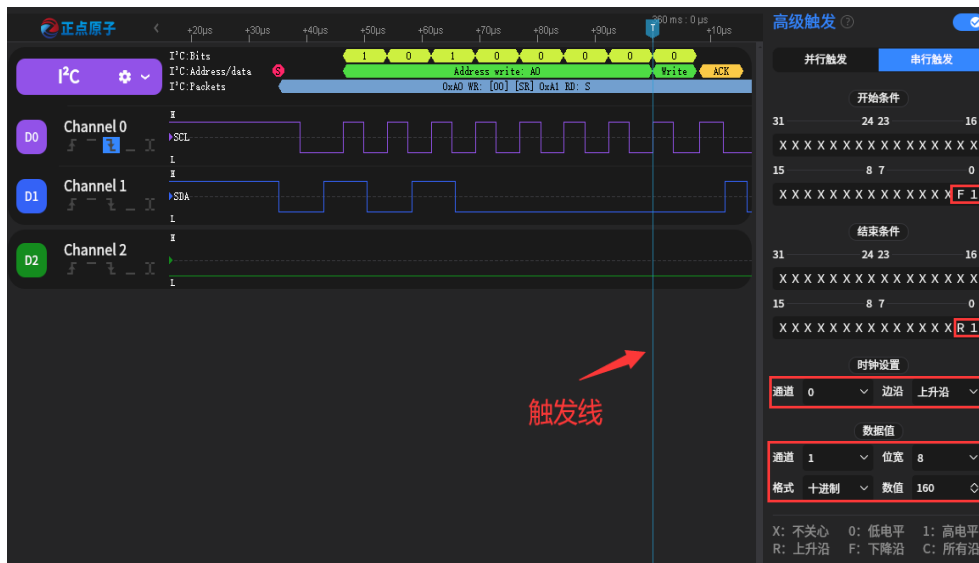 正点原子
+20μs +30μs +40μs +50μs +60μs +70μs +80μs +90μs 360 ms : 0 μs +10μs
高级触发
并行触发 串行触发
I²C
I²C:Bits
1 0 1 0 0 0 0 0
I²C:Address/data
S Address write: A0 Write ACK
I²C:Packets
0xA0 WR: [00] [SR] 0xA1 RD: S
D0 Channel 0
H
SCL
L
D1 Channel 1
H
SDA
L
D2 Channel 2
H
L
触发线
开始条件
31 24 23 16
X X X X X X X X X X X X X X X X
15 8 7 0
X X X X X X X X X X X X X X F 1
结束条件
31 24 23 16
X X X X X X X X X X X X X X X X
15 8 7 0
X X X X X X X X X X X X X X R 1
时钟设置
通道 0 边沿 上升沿
数据值
通道 1 位宽 8
格式 十进制 数值 160
X: 不关心 0: 低电平 1: 高电平
R: 上升沿 F: 下降沿 C: 所有沿